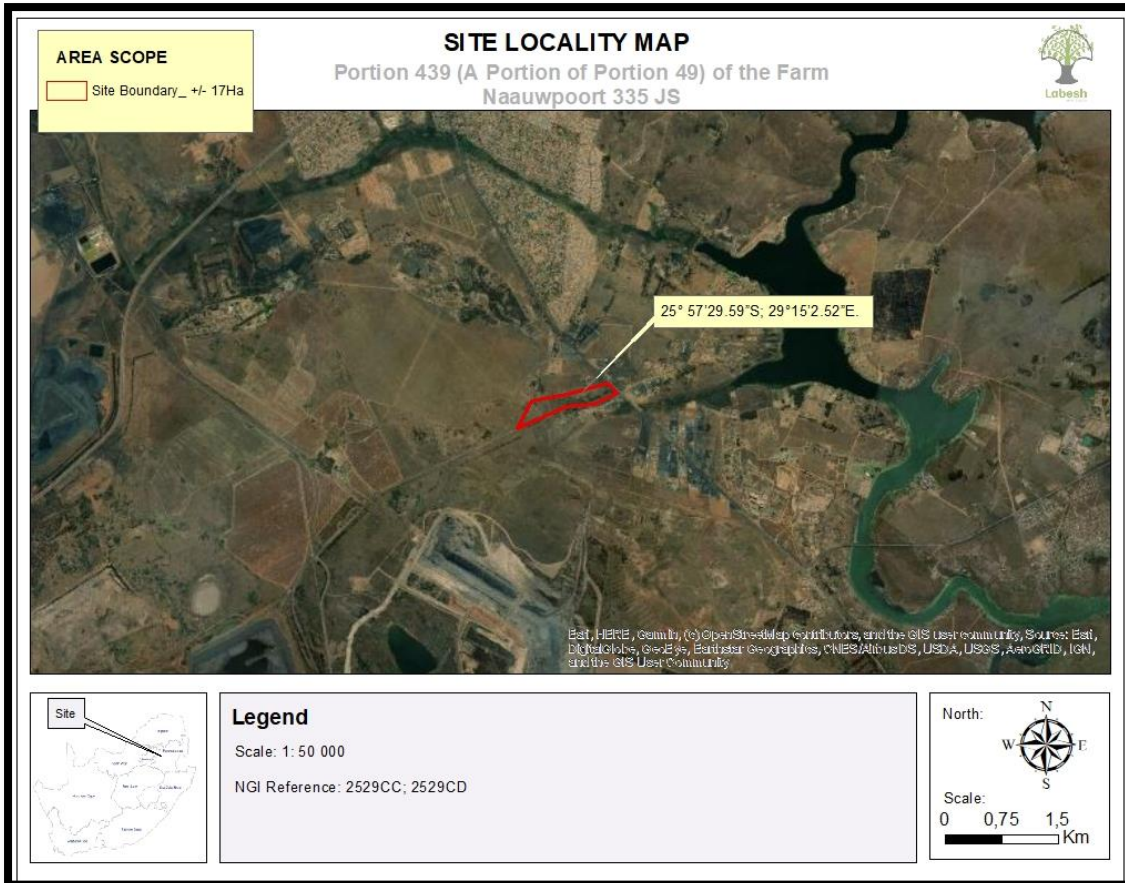 SITE LOCALITY MAP
Portion 439 (A Portion of Portion 49) of the Farm
Naauwpoort 335 JS
AREA SCOPE
Site Boundary_ +/- 17Ha
Labesh
25° 57'29.59"S; 29°15'2.52"E.
Esri, HERE, Garmin, (c) OpenStreetMap contributors, and the GIS user community, Source: Esri,
DigitalGlobe, GeoEye, Earthstar Geographics, CNES/Airbus DS, USDA, USGS, AeroGRID, IGN,
and the GIS User Community
Site
Legend
Scale: 1: 50 000
NGI Reference: 2529CC; 2529CD
North:
N
W
E
S
Scale:
0 0,75 1,5
Km